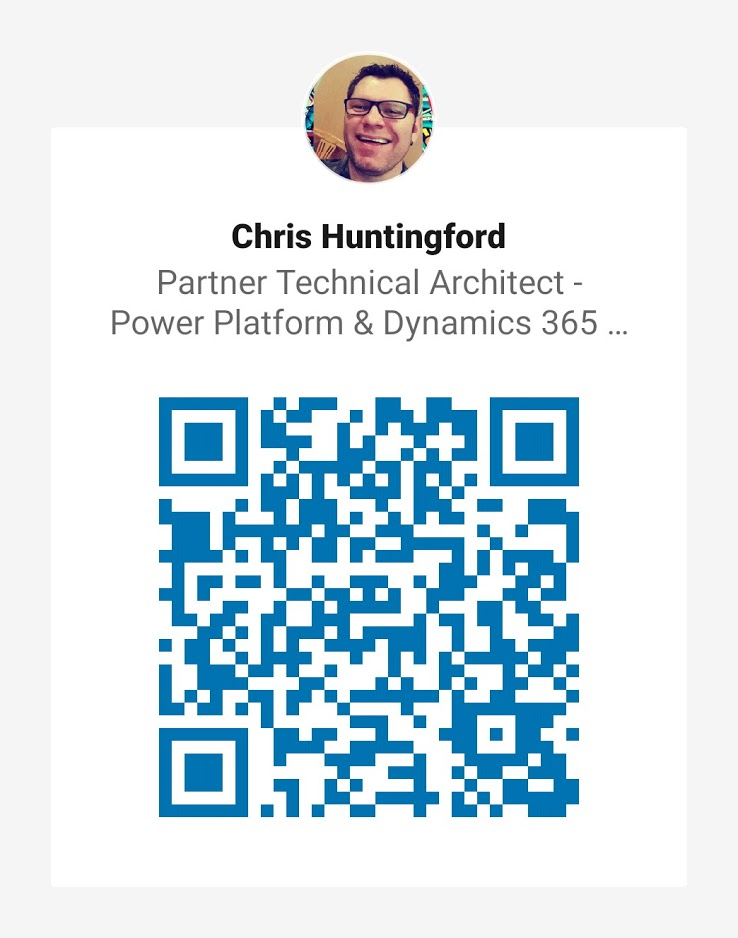 Chris Huntingford
Partner Technical Architect -
Power Platform & Dynamics 365 ...